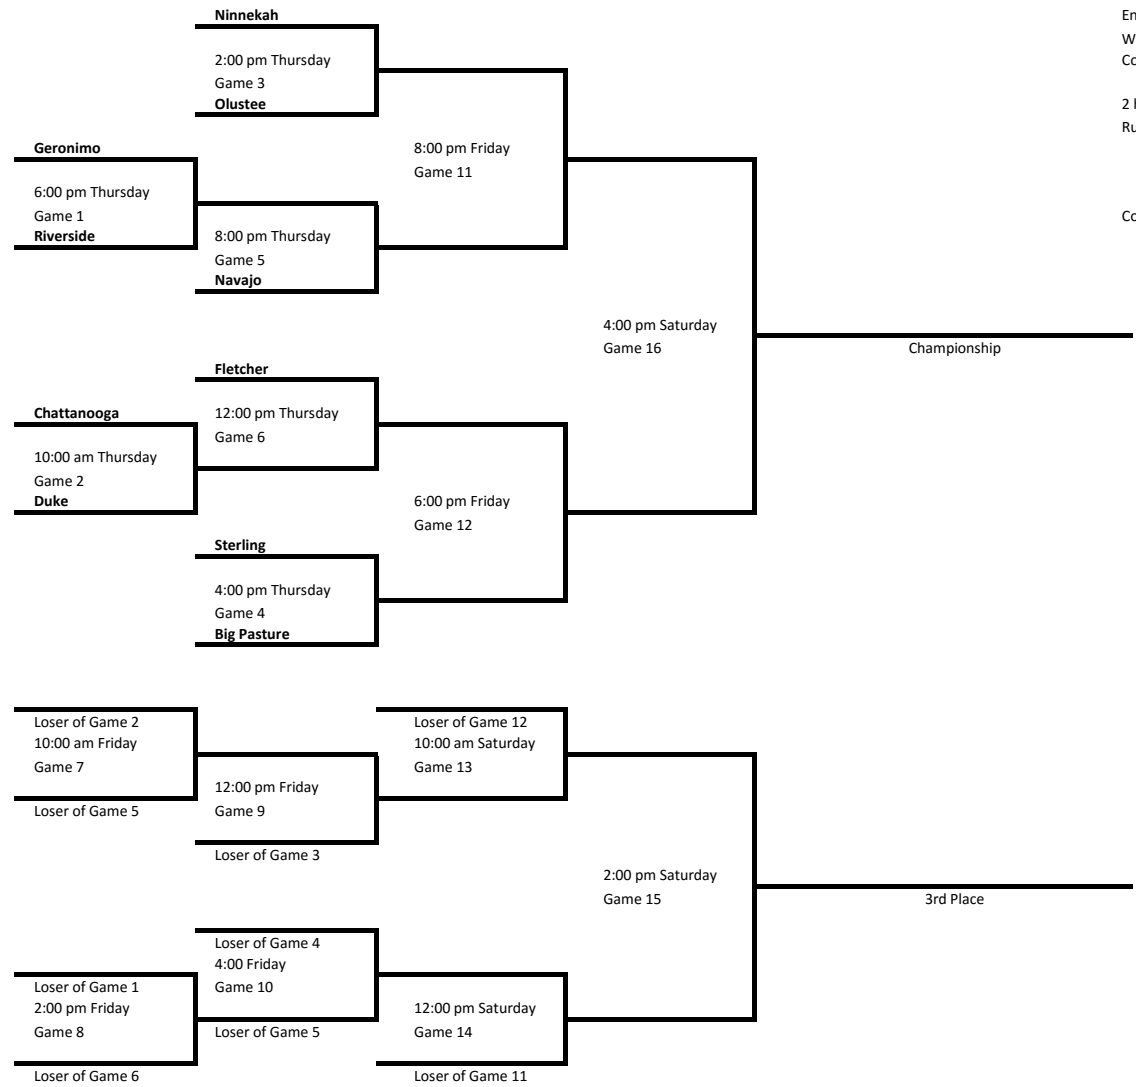 Ninnekah
2:00 pm Thursday
Game 3
Olustee
Geronimo
6:00 pm Thursday
Game 1
Riverside
8:00 pm Thursday
Game 5
Navajo
8:00 pm Friday
Game 11
Fletcher
Chattanooga
12:00 pm Thursday
Game 6
10:00 am Thursday
Game 2
Duke
6:00 pm Friday
Game 12
Sterling
4:00 pm Thursday
Game 4
Big Pasture
4:00 pm Saturday
Game 16
Championship
Loser of Game 2
10:00 am Friday
Game 7
Loser of Game 5
12:00 pm Friday
Game 9
Loser of Game 3
Loser of Game 12
10:00 am Saturday
Game 13
2:00 pm Saturday
Game 15
3rd Place
Loser of Game 4
4:00 Friday
Game 10
Loser of Game 5
Loser of Game 1
2:00 pm Friday
Game 8
Loser of Game 6
12:00 pm Saturday
Game 14
Loser of Game 11